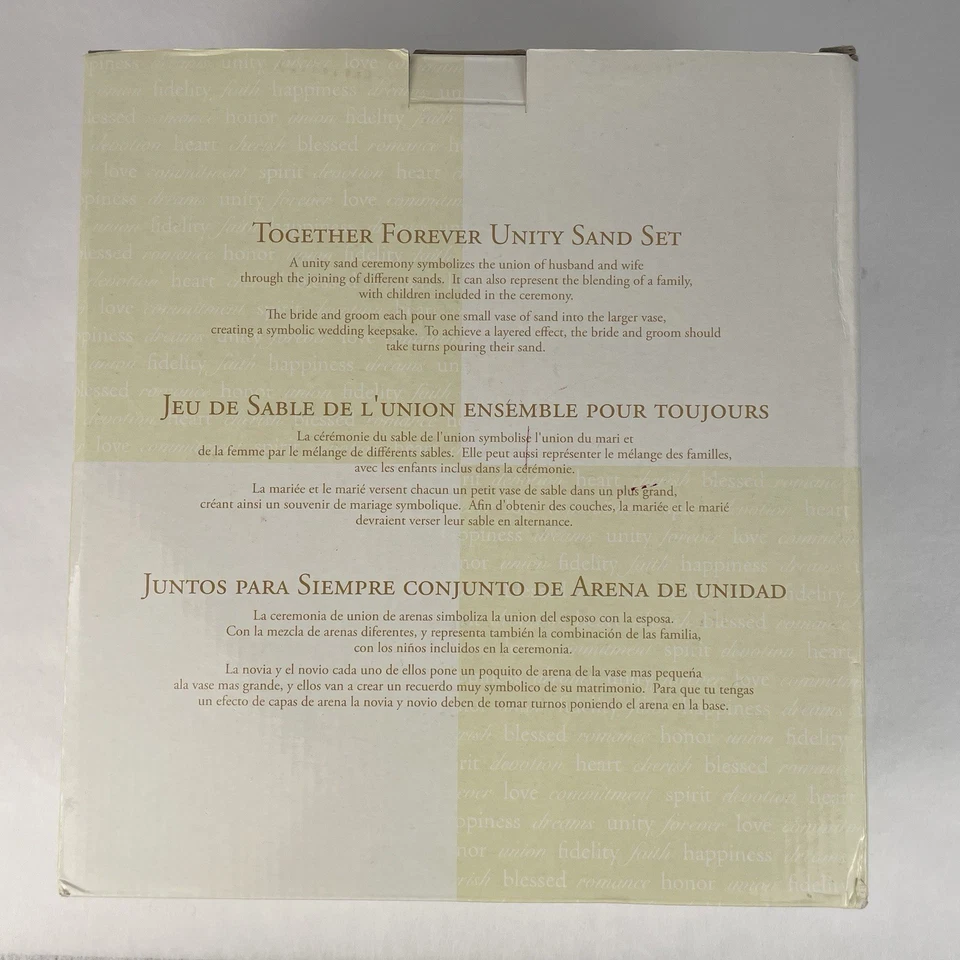 TOGETHER FOREVER UNITY SAND SET
A unity sand ceremony symbolizes the union of husband and wife
through the joining of different sands. It can also represent the blending of a family,
with children included in the ceremony.
The bride and groom each pour one small vase of sand into the larger vase,
creating a symbolic wedding keepsake. To achieve a layered effect, the bride and groom should
take turns pouring their sand.
JEU DE SABLE DE L'UNION ENSEMBLE POUR TOUJOURS
La cérémonie du sable de l'union symbolise l'union du mari et
de la femme par le mélange de différents sables. Elle peut aussi représenter le mélange des familles,
avec les enfants inclus dans la cérémonie.
La mariée et le marié versent chacun un petit vase de sable dans un plus grand,
créant ainsi un souvenir de mariage symbolique. Afin d'obtenir des couches, la mariée et le marié
devraient verser leur sable en alternance.
JUNTOS PARA SIEMPRE CONJUNTO DE ARENA DE UNIDAD
La ceremonia de union de arenas simboliza la union del esposo con la esposa.
Con la mezcla de arenas diferentes, y representa también la combinación de las familia,
con los niños incluidos en la ceremonia.
La novia y el novio cada uno de ellos pone un poquito de arena de la vase mas pequeña
ala vase mas grande, y ellos van a crear un recuerdo muy symbolico de su matrimonio. Para que tu tengas
un efecto de capas de arena la novia y novio deben de tomar turnos poniendo el arena en la base.